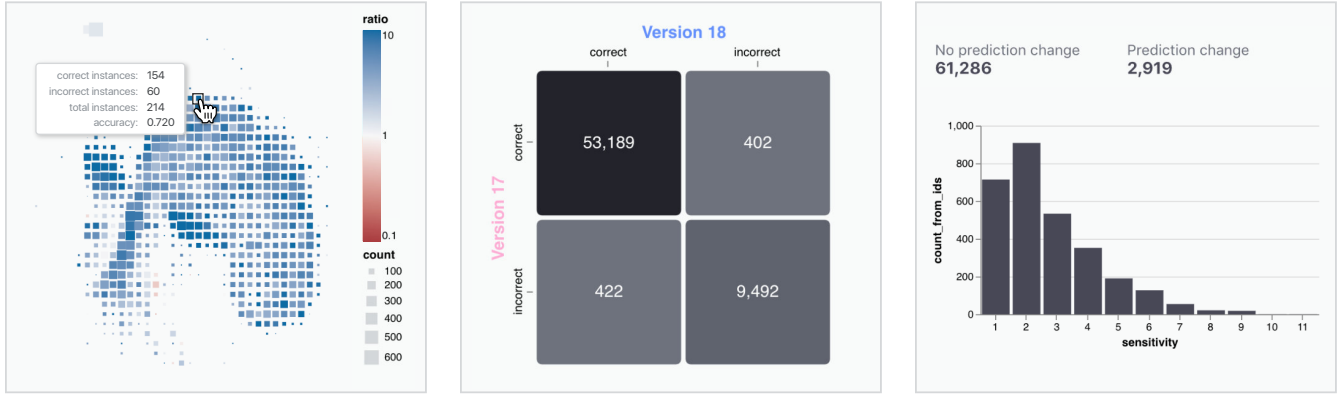 ratio
10
1
0.1
correct instances: 154
incorrect instances: 60
total instances: 214
accuracy: 0.720
count
100
200
300
400
500
600
Version 18
correct
incorrect
Version 17
correct
53,189
402
incorrect
422
9,492
No prediction change
61,286
Prediction change
2,919
count_from_ids
1,000
800
600
400
200
0
1 2 3 4 5 6 7 8 9 10 11
sensitivity